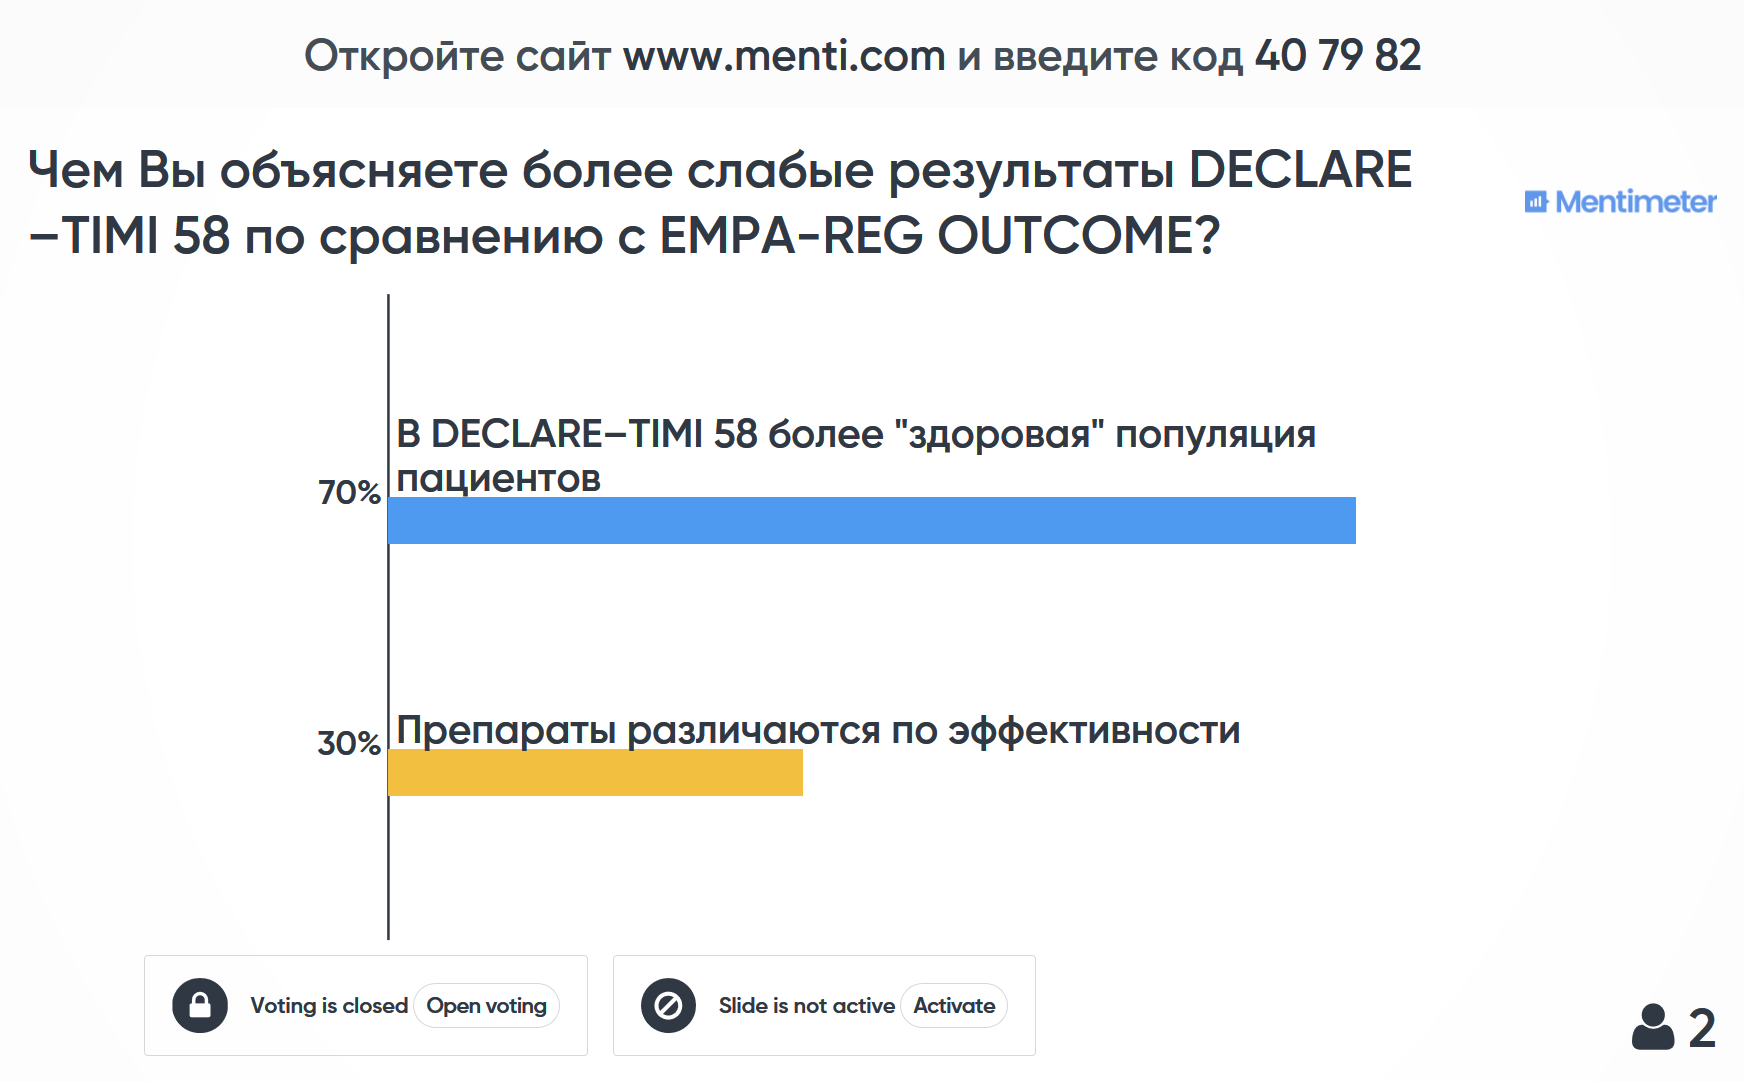 Откройте сайт www.menti.com и введите код 40 79 82
Чем Вы объясняете более слабые результаты DECLARE
–TIMI 58 по сравнению с EMPA-REG OUTCOME?
Mentimeter
В DECLARE–TIMI 58 более "здоровая" популяция
пациентов
70%
Препараты различаются по эффективности
30%
Voting is closed Open voting
Slide is not active Activate
2